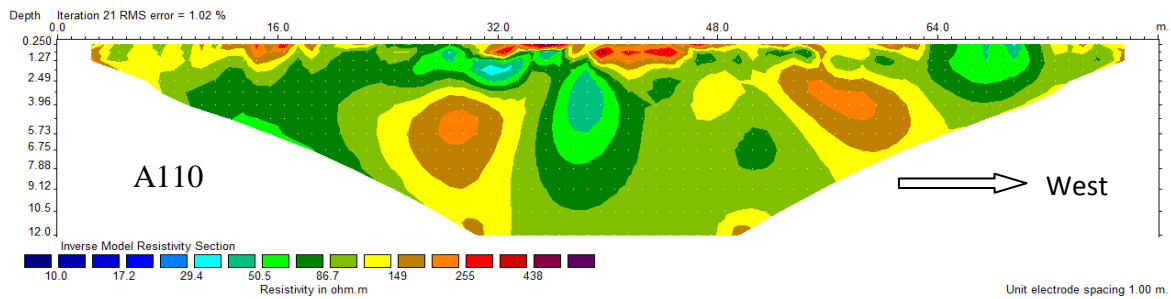 Depth Iteration 21 RMS error = 1.02 %
0.0 16.0 32.0 48.0 64.0 m.
0.250
1.27
2.49
3.96
5.73
6.75
7.88
9.12
10.5
12.0
A110
West
Inverse Model Resistivity Section
10.0 17.2 29.4 50.5 86.7 149 255 438
Resistivity in ohm.m
Unit electrode spacing 1.00 m.